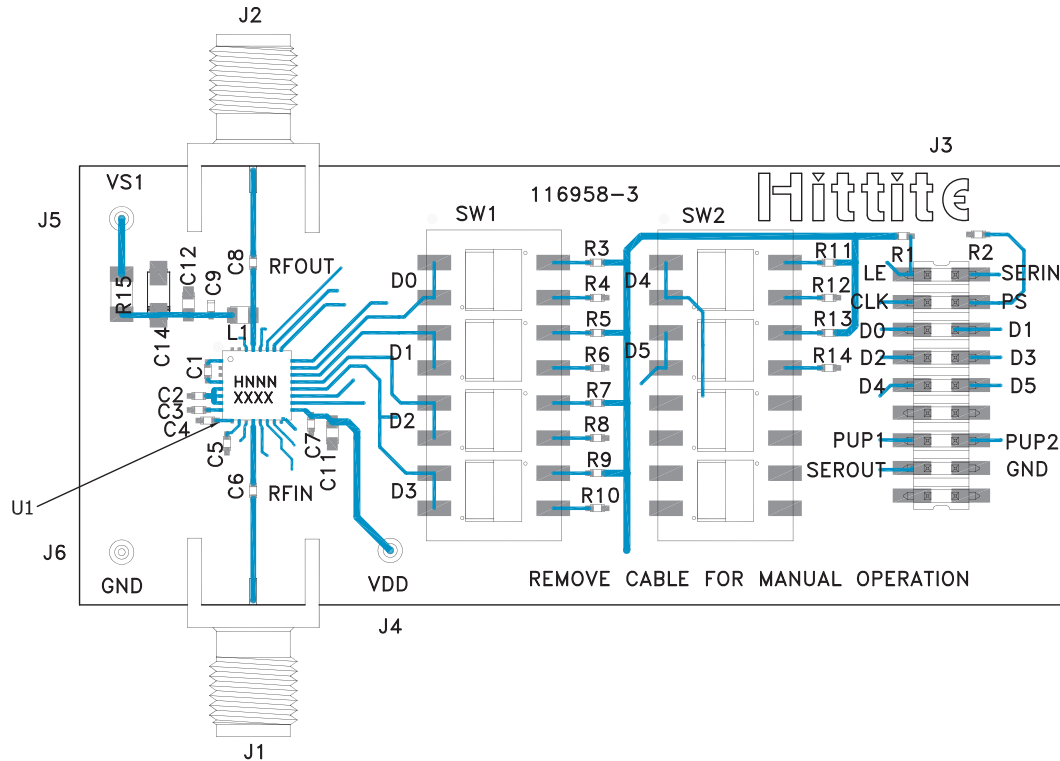 J2
J3
VS1
116958-3
Hittite
J5
SW1
SW2
R3
R11
R1
R2
C12
C9
C8
RFOUT
D0
D4
LE
SERIN
R15
R4
R12
CLK
PS
C14
L1
R5
R13
D0
D1
D1
D5
R6
R14
D2
D3
C1
HNNN
XXXX
D4
D5
C2
R7
C3
D2
C4
C7
R8
PUP1
PUP2
C5
C11
R9
SEROUT
GND
C6
RFIN
D3
R10
U1
J6
GND
VDD
REMOVE CABLE FOR MANUAL OPERATION
J4
J1